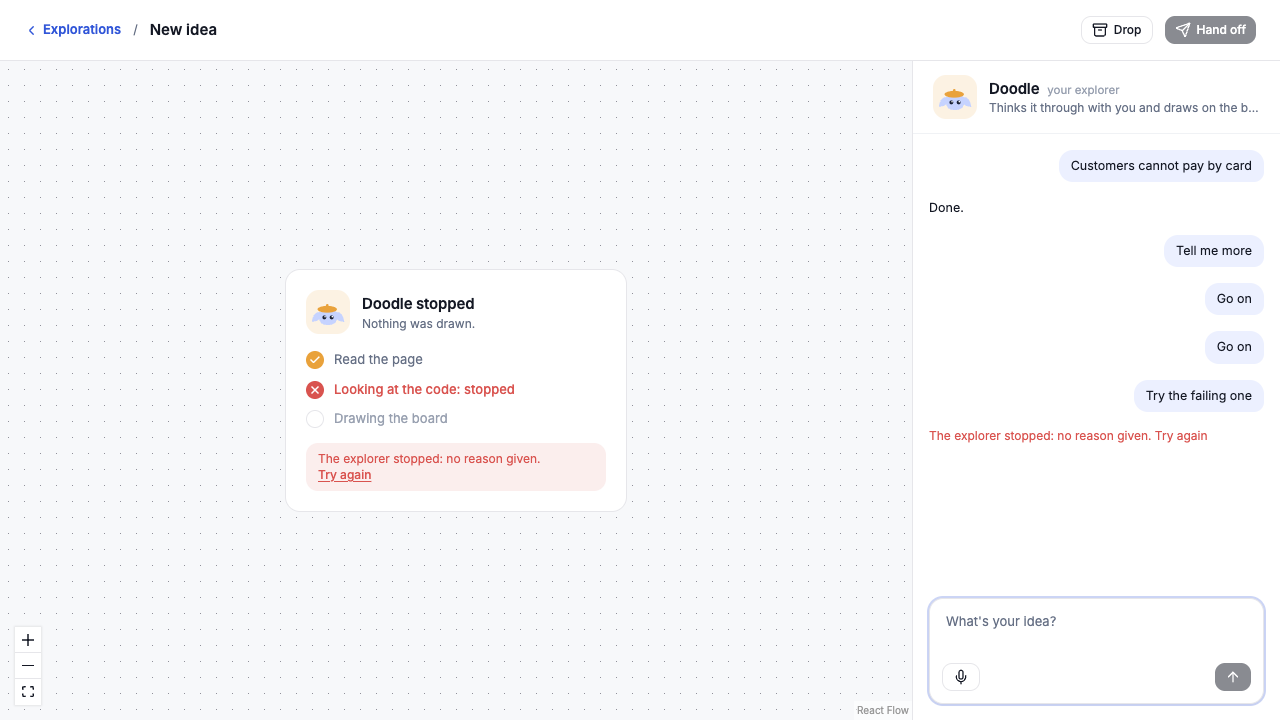 Explorations / New idea
Drop
Hand off
Doodle stopped
Nothing was drawn.
Read the page
Looking at the code: stopped
Drawing the board
The explorer stopped: no reason given.
Try again
React Flow
Doodle your explorer
Thinks it through with you and draws on the b...
Customers cannot pay by card
Done.
Tell me more
Go on
Go on
Try the failing one
The explorer stopped: no reason given. Try again
What's your idea?